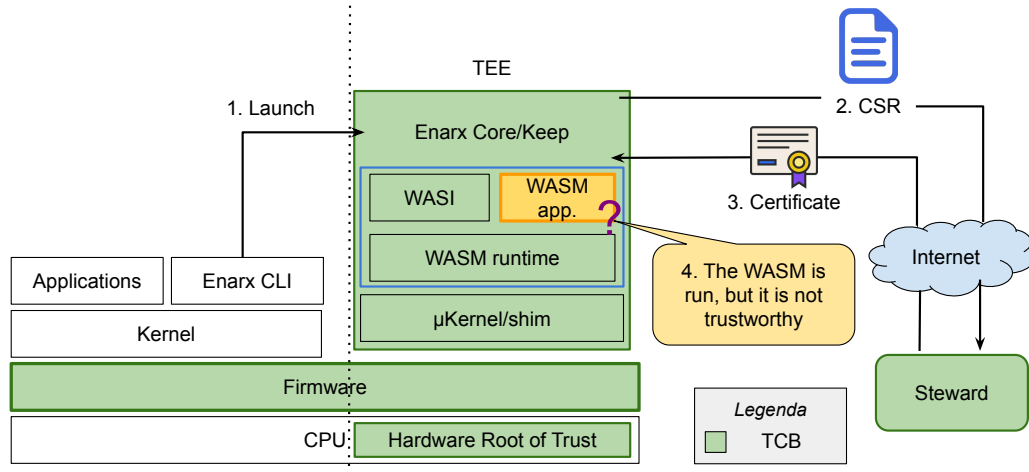 TEE
1. Launch
2. CSR
Enarx Core/Keep
3. Certificate
WASI
WASM
app.
?
WASM runtime
4. The WASM is
run, but it is not
trustworthy
Internet
Applications
Enarx CLI
Kernel
µKernel/shim
Firmware
Steward
CPU
Hardware Root of Trust
Legenda
TCB